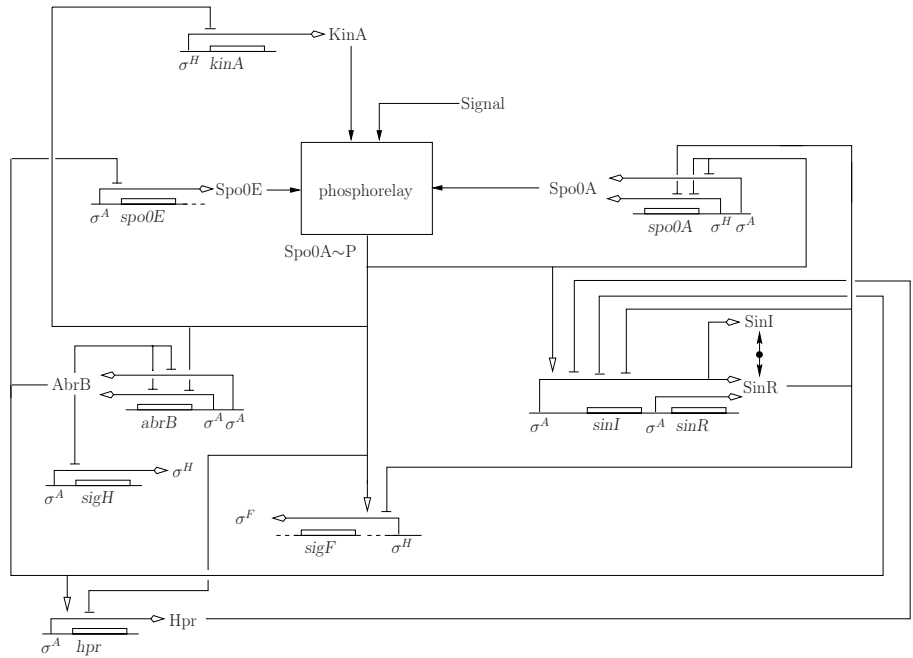 KinA
σ^H kinA
Signal
Spo0E
phosphorelay
Spo0A
σ^A spo0E
spo0A σ^H σ^A
Spo0A~P
SinI
AbrB
SinR
abrB σ^A σ^A
σ^A sinI σ^A sinR
σ^H
σ^A sigH
σ^F
sigF σ^H
Hpr
σ^A hpr